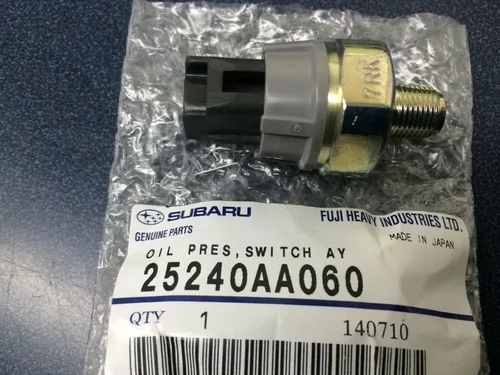 7RK
SUBARU
GENUINE PARTS
FUJI HEAVY INDUSTRIES LTD.
MADE IN JAPAN
OIL PRES,SWITCH AY
25240AA060
QTY 1 140710